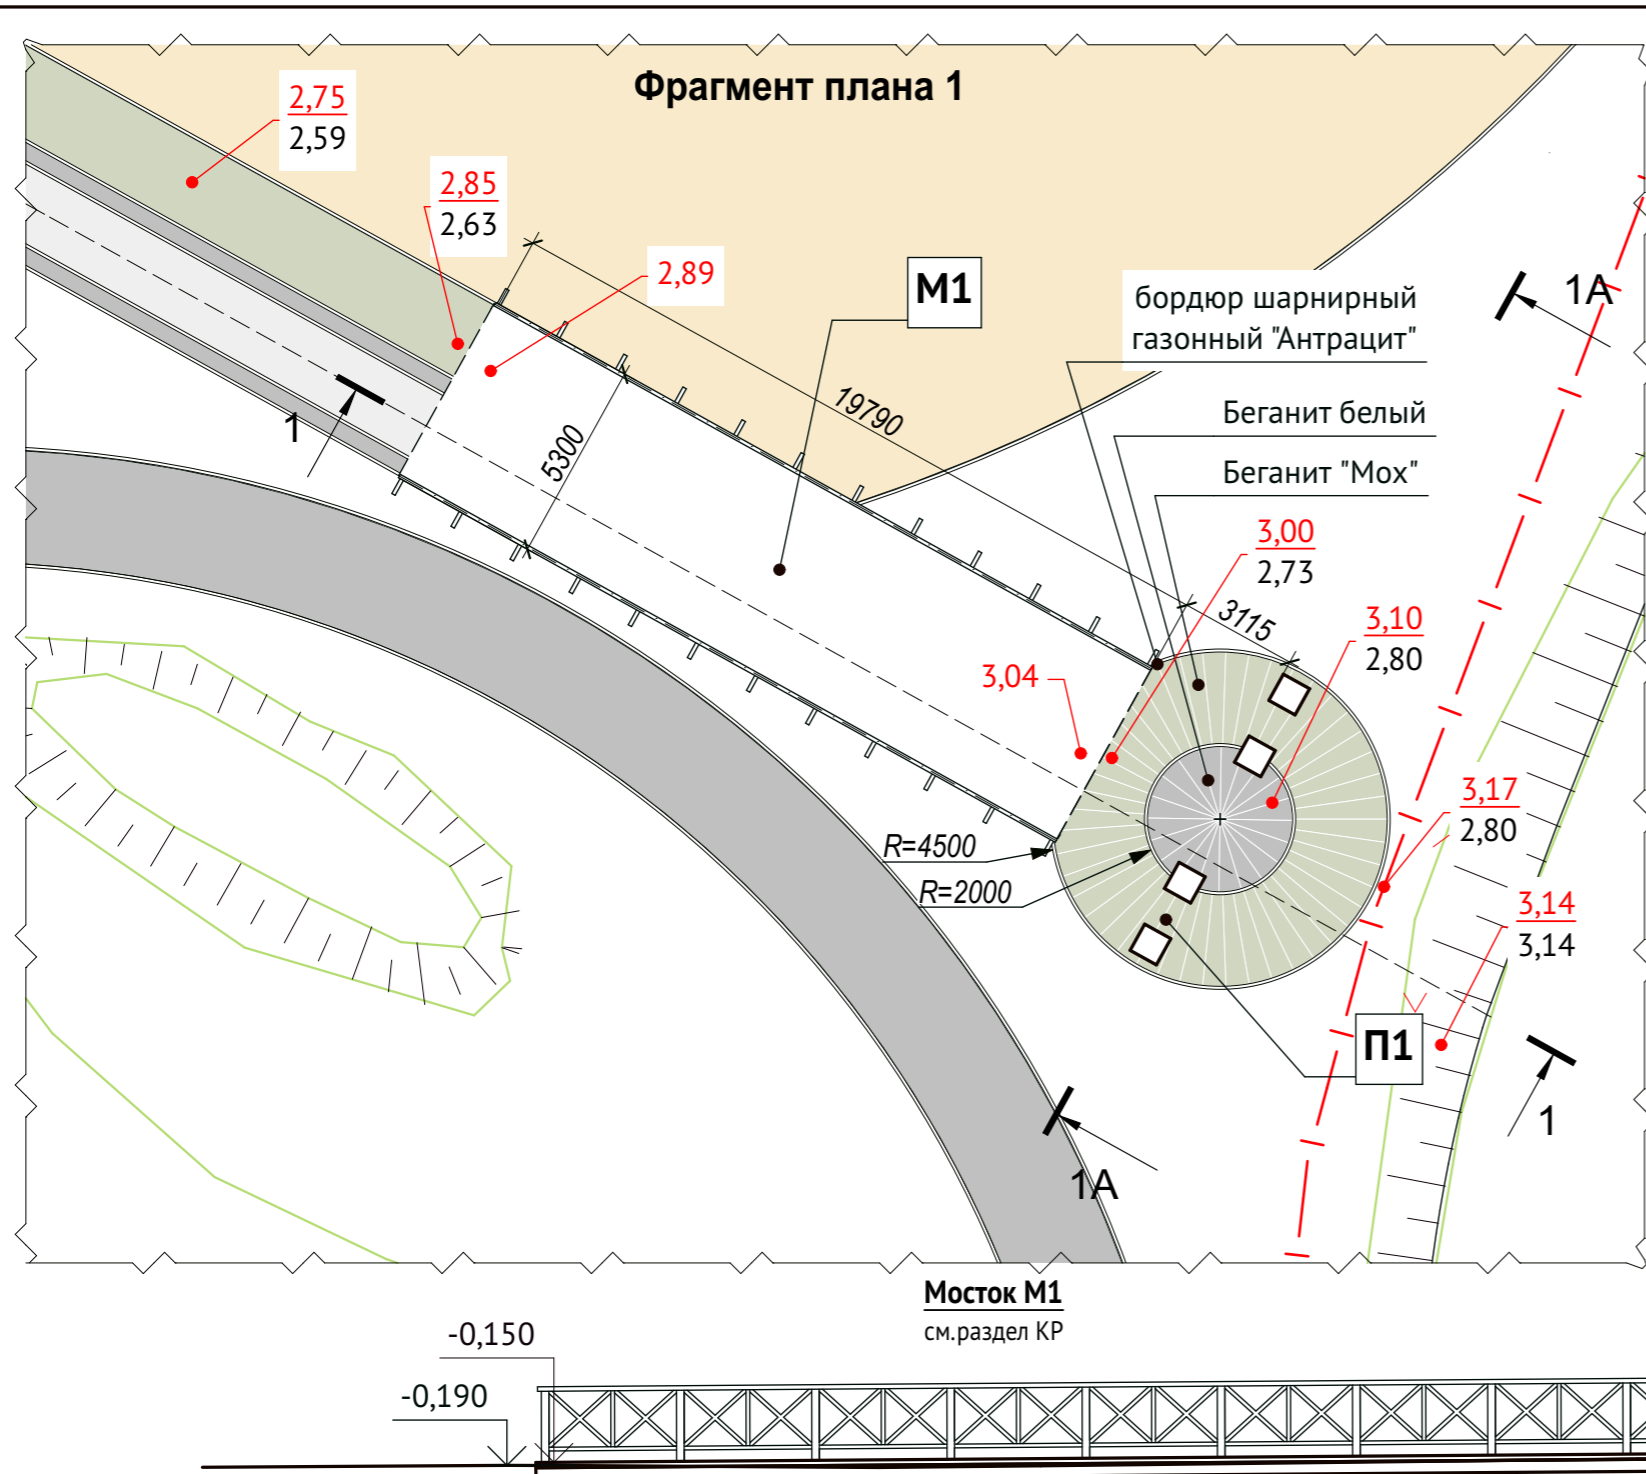 Фрагмент плана 1
2,75
2,59
2,85
2,63
2,89
М1
бордюр шарнирный
газонный "Антрацит"
1А
Беганит белый
Беганит "Мох"
19790
5300
1
3,00
2,73
3115
3,10
2,80
3,04
3,17
2,80
R=4500
R=2000
3,14
3,14
П1
1
1А
Мосток М1
см.раздел КР
-0,150
-0,190